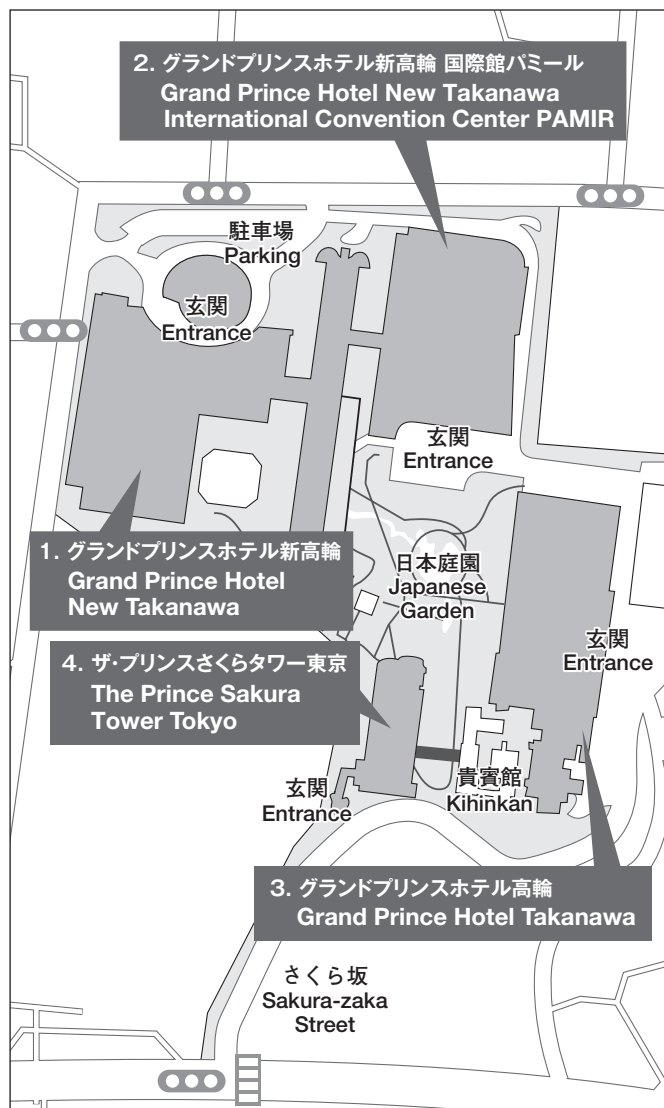 2. グランドプリンスホテル新高輪 国際館パミール
Grand Prince Hotel New Takanawa
International Convention Center PAMIR
駐車場
Parking
玄関
Entrance
玄関
Entrance
1. グランドプリンスホテル新高輪
Grand Prince Hotel
New Takanawa
日本庭園
Japanese
Garden
玄関
Entrance
4. ザ・プリンスさくらタワー東京
The Prince Sakura
Tower Tokyo
貴賓館
Kihinkan
玄関
Entrance
3. グランドプリンスホテル高輪
Grand Prince Hotel Takanawa
さくら坂
Sakura-zaka
Street